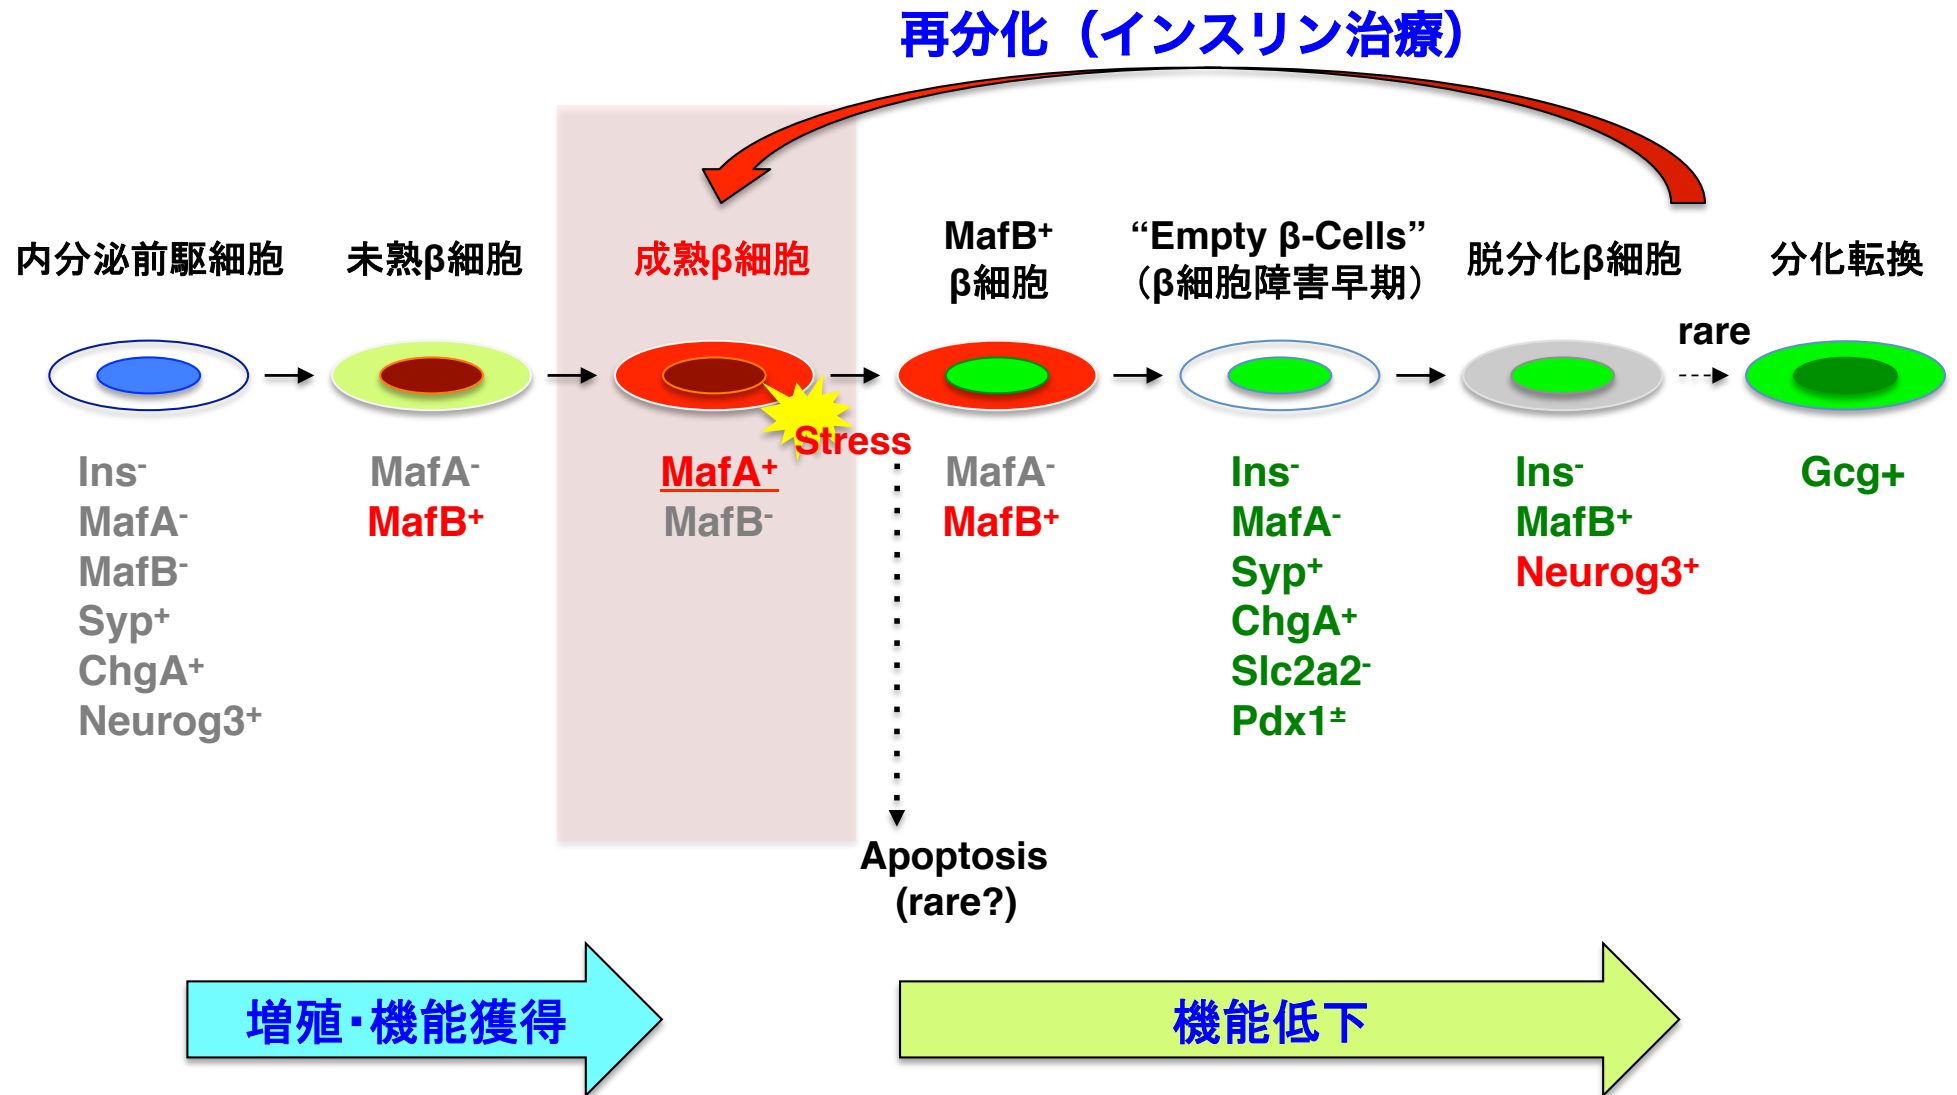 再分化（インスリン治療）
内分泌前駆細胞
未熟β細胞
成熟β細胞
MafB⁺
β細胞
“Empty β-Cells”
（β細胞障害早期）
脱分化β細胞
分化転換
rare
Stress
Ins⁻
MafA⁻
MafB⁻
Syp⁺
ChgA⁺
Neurog3⁺
MafA⁻
MafB⁺
MafA⁺
MafB⁻
MafA⁻
MafB⁺
Ins⁻
MafA⁻
Syp⁺
ChgA⁺
Slc2a2⁻
Pdx1±
Ins⁻
MafB⁺
Neurog3⁺
Gcg+
Apoptosis
(rare?)
増殖・機能獲得
機能低下